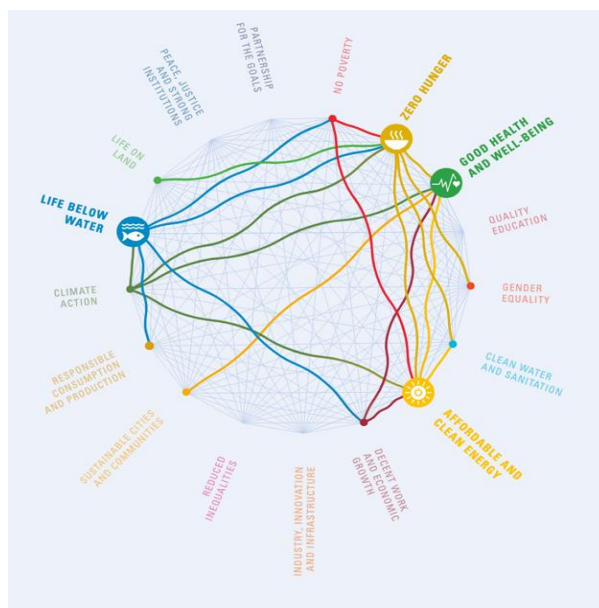 PARTNERSHIP
FOR THE GOALS
NO POVERTY
ZERO HUNGER
GOOD HEALTH
AND WELL-BEING
QUALITY
EDUCATION
GENDER
EQUALITY
CLEAN WATER
AND SANITATION
AFFORDABLE AND
CLEAN ENERGY
DECENT WORK
AND ECONOMIC
GROWTH
INDUSTRY, INNOVATION
AND INFRASTRUCTURE
REDUCED
INEQUALITIES
SUSTAINABLE CITIES
AND COMMUNITIES
RESPONSIBLE
CONSUMPTION
AND PRODUCTION
CLIMATE
ACTION
LIFE BELOW
WATER
LIFE ON
LAND
PEACE, JUSTICE
AND STRONG
INSTITUTIONS